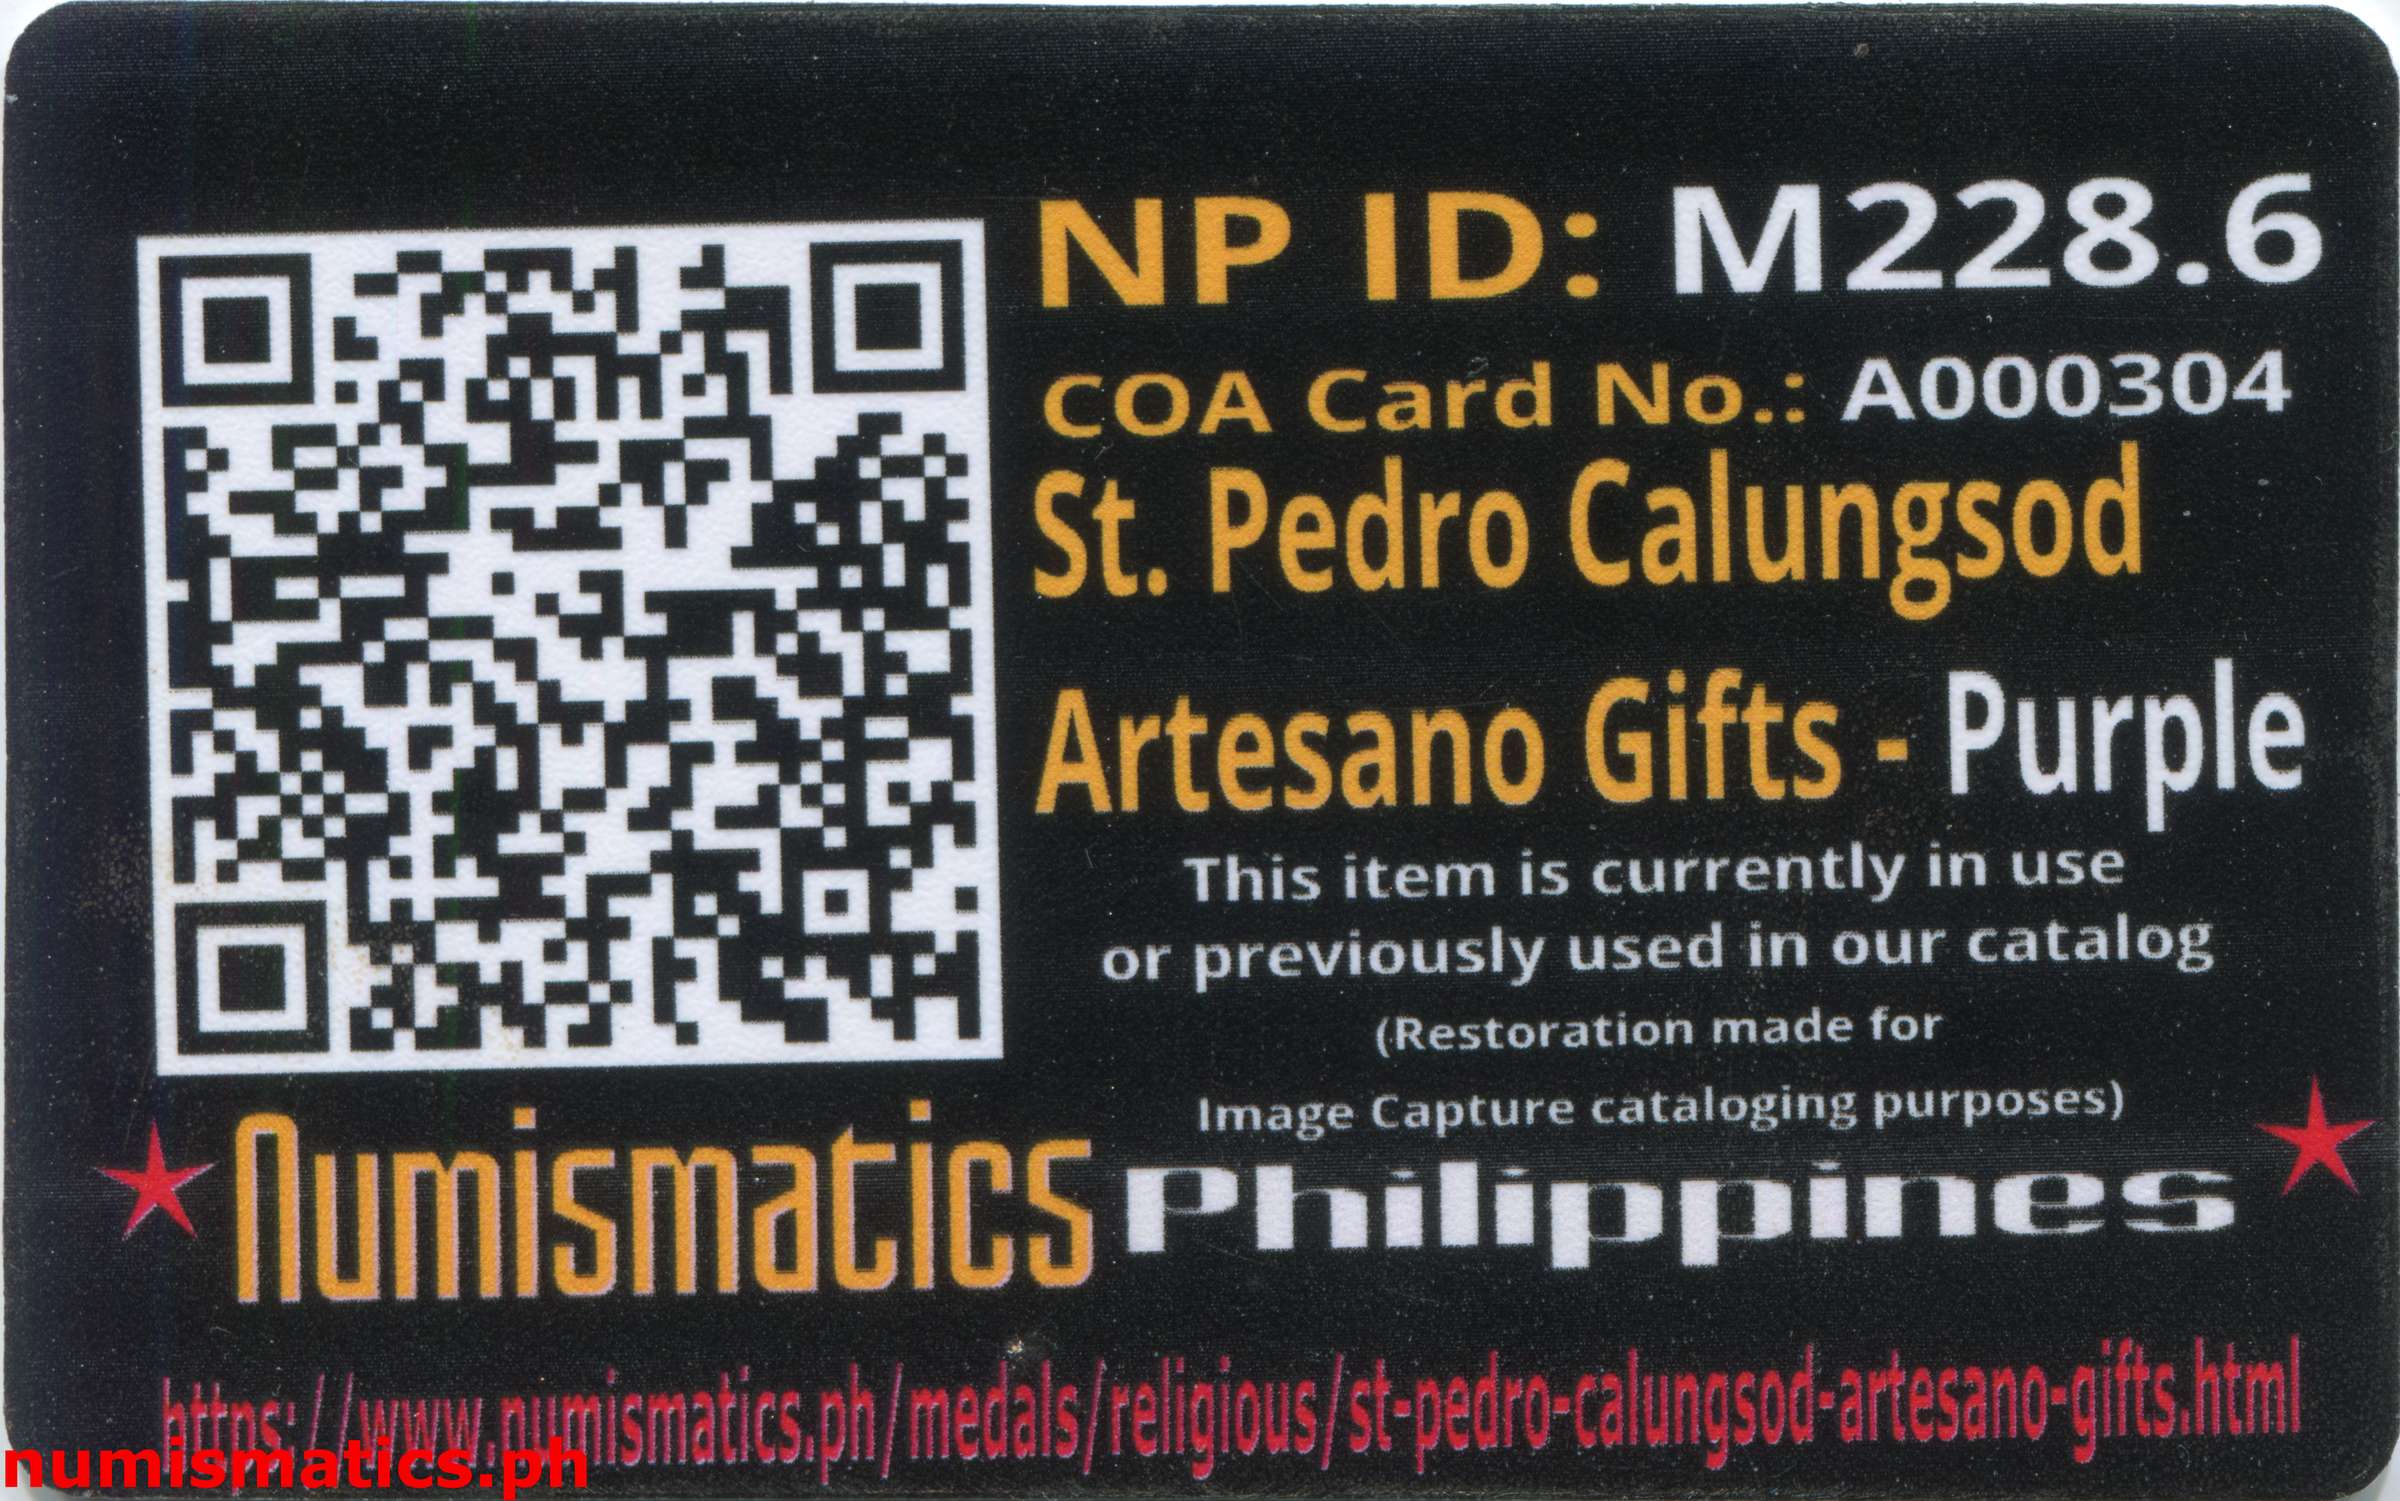 NP ID: M228.6
COA Card No.: A000304
St. Pedro Calungsod
Artesano Gifts - Purple
This item is currently in use
or previously used in our catalog
(Restoration made for
Image Capture cataloging purposes)
Numismatics Philippines
https://www.numismatics.ph/medals/religious/st-pedro-calungsod-artesano-gifts.html
numismatics.ph